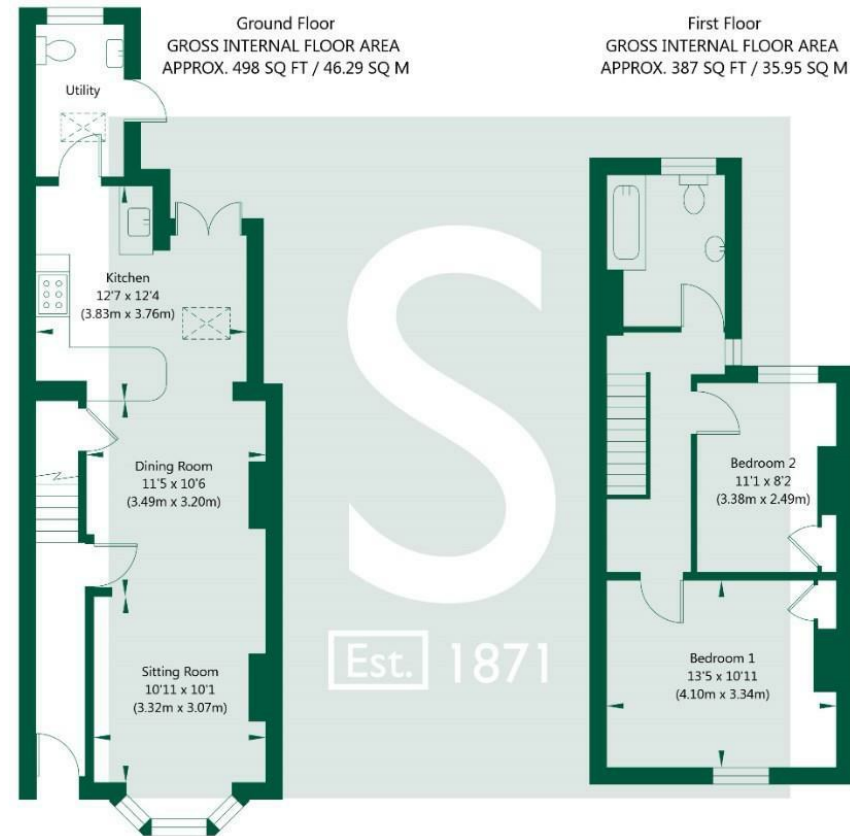 Ground Floor
GROSS INTERNAL FLOOR AREA
APPROX. 498 SQ FT / 46.29 SQ M
First Floor
GROSS INTERNAL FLOOR AREA
APPROX. 387 SQ FT / 35.95 SQ M
Utility
Kitchen
12'7 x 12'4
(3.83m x 3.76m)
Dining Room
11'5 x 10'6
(3.49m x 3.20m)
Sitting Room
10'11 x 10'1
(3.32m x 3.07m)
S
Est. 1871
Bedroom 2
11'1 x 8'2
(3.38m x 2.49m)
Bedroom 1
13'5 x 10'11
(4.10m x 3.34m)